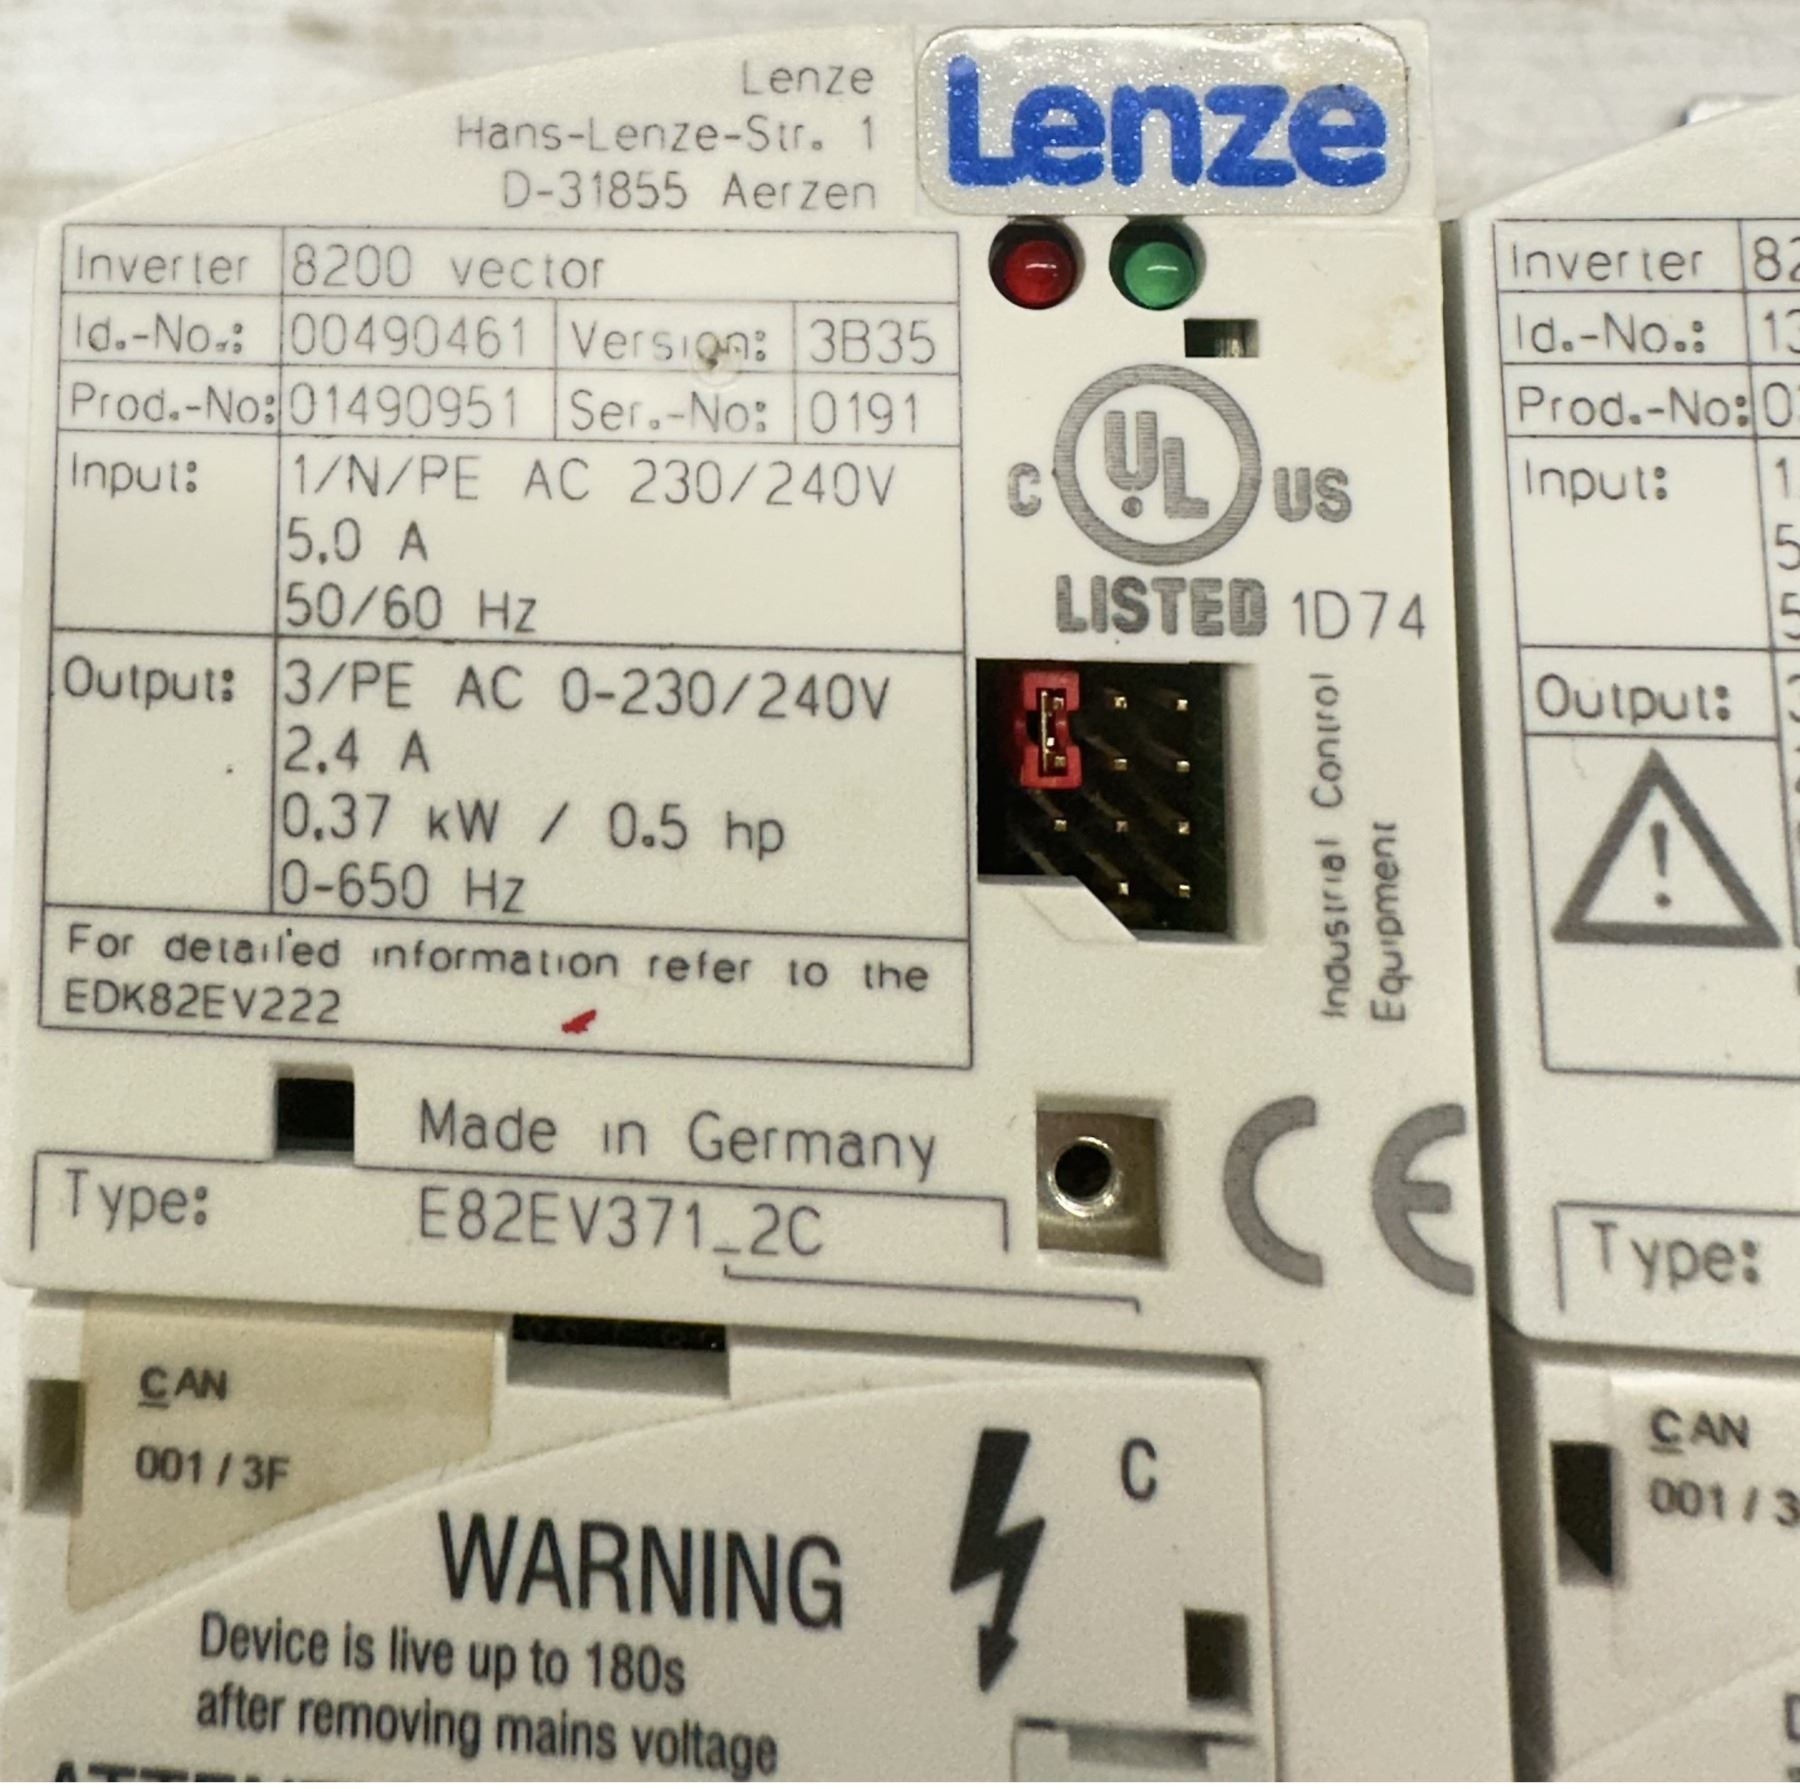 Lenze
Hans-Lenze-Str. 1
D-31855 Aerzen
Lenze
Inverter 8200 vector
Id.-No.: 00490461 Version: 3B35
Prod.-No: 01490951 Ser.-No: 0191
Input: 1/N/PE AC 230/240V
5.0 A
50/60 Hz
Output: 3/PE AC 0-230/240V
2.4 A
0.37 kW / 0.5 hp
0-650 Hz
For detailed information refer to the
EDK82EV222
C UL US
LISTED 1D74
Industrial Control
Equipment
Made in Germany
CE
Type: E82EV371_2C
CAN
001 / 3F
C
WARNING
Device is live up to 180s
after removing mains voltage
Inverter
Id.-No.:
Prod.-No:
Input:
Output:
!
Type:
CAN
001 /